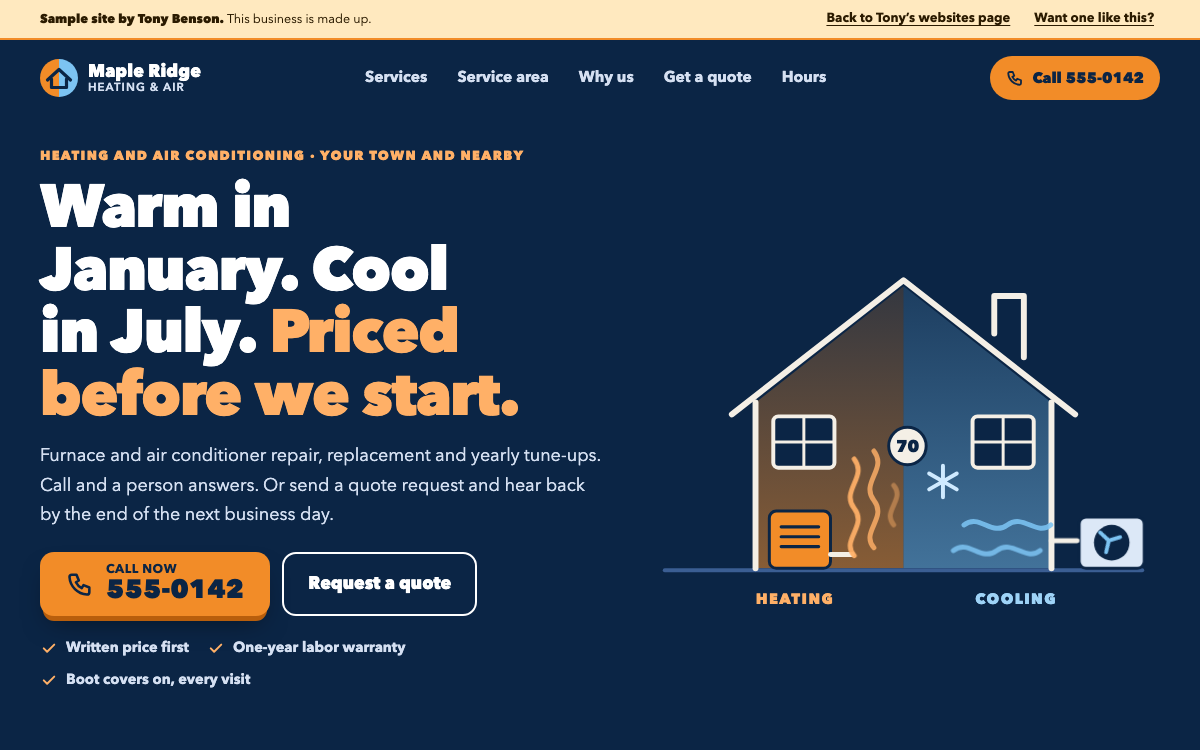 Sample site by Tony Benson. This business is made up.
Back to Tony's websites page
Want one like this?
Maple Ridge
HEATING & AIR
Services
Service area
Why us
Get a quote
Hours
Call 555-0142
HEATING AND AIR CONDITIONING · YOUR TOWN AND NEARBY
Warm in
January. Cool
in July. Priced
before we start.
Furnace and air conditioner repair, replacement and yearly tune-ups.
Call and a person answers. Or send a quote request and hear back
by the end of the next business day.
CALL NOW
555-0142
Request a quote
Written price first
One-year labor warranty
Boot covers on, every visit
70
HEATING
COOLING